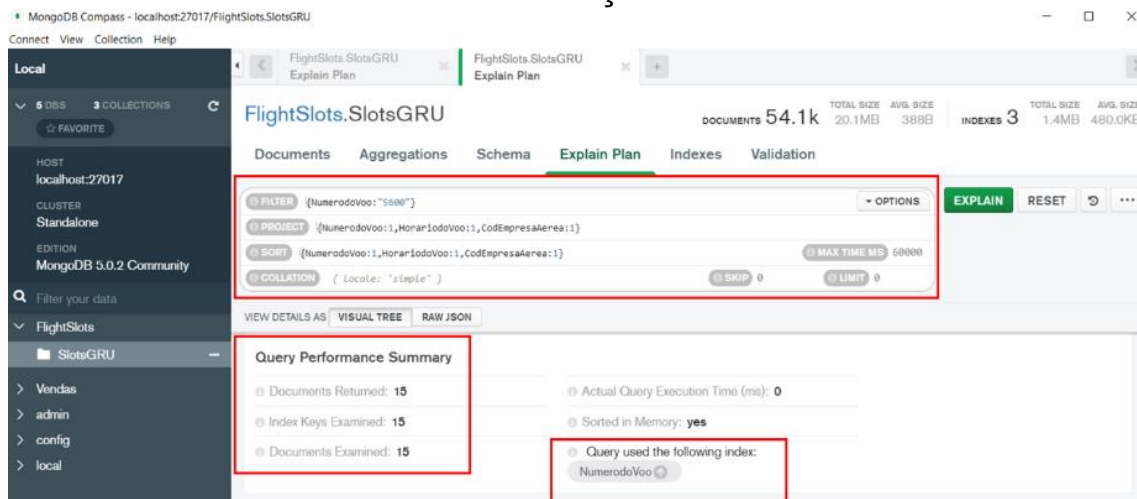 MongoDB Compass - localhost:27017/FlightSlots.SlotsGRU
Connect View Collection Help
Local
5 DBS 3 COLLECTIONS
FAVORITE
HOST
localhost:27017
CLUSTER
Standalone
EDITION
MongoDB 5.0.2 Community
Filter your data
FlightSlots
SlotsGRU
Vendas
admin
config
local
FlightSlots.SlotsGRU
Explain Plan
FlightSlots.SlotsGRU
Explain Plan
FlightSlots.SlotsGRU
DOCUMENTS 54.1k TOTAL SIZE 20.1MB AVG. SIZE 388B INDEXES 3 TOTAL SIZE 1.4MB AVG. SIZE 480.0KB
Documents Aggregations Schema Explain Plan Indexes Validation
FILTER {NumerodoVoo:"5600"} OPTIONS EXPLAIN RESET
PROJECT {NumerodoVoo:1,HorariodoVoo:1,CodEmpresaAerea:1}
SORT {NumerodoVoo:1,HorariodoVoo:1,CodEmpresaAerea:1} MAX TIME MS 60000
COLLATION { locale: 'simple' } SKIP 0 LIMIT 0
VIEW DETAILS AS VISUAL TREE RAW JSON
Query Performance Summary
Documents Returned: 15
Index Keys Examined: 15
Documents Examined: 15
Actual Query Execution Time (ms): 0
Sorted in Memory: yes
Query used the following index:
NumerodoVoo